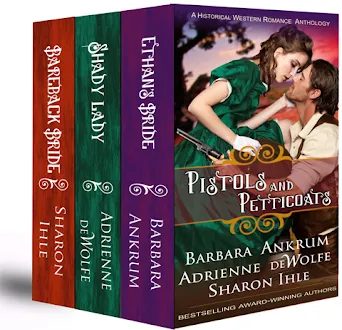 BAREBACK BRIDE
SHARON
IHLE
SHADY LADY
ADRIENNE
DEWOLFE
ETHAN'S BRIDE
BARBARA
ANKRUM
A HISTORICAL WESTERN ROMANCE ANTHOLOGY
PISTOLS AND
PETTICOATS
BARBARA ANKRUM
ADRIENNE DEWOLFE
SHARON IHLE
BESTSELLING AWARD-WINNING AUTHORS